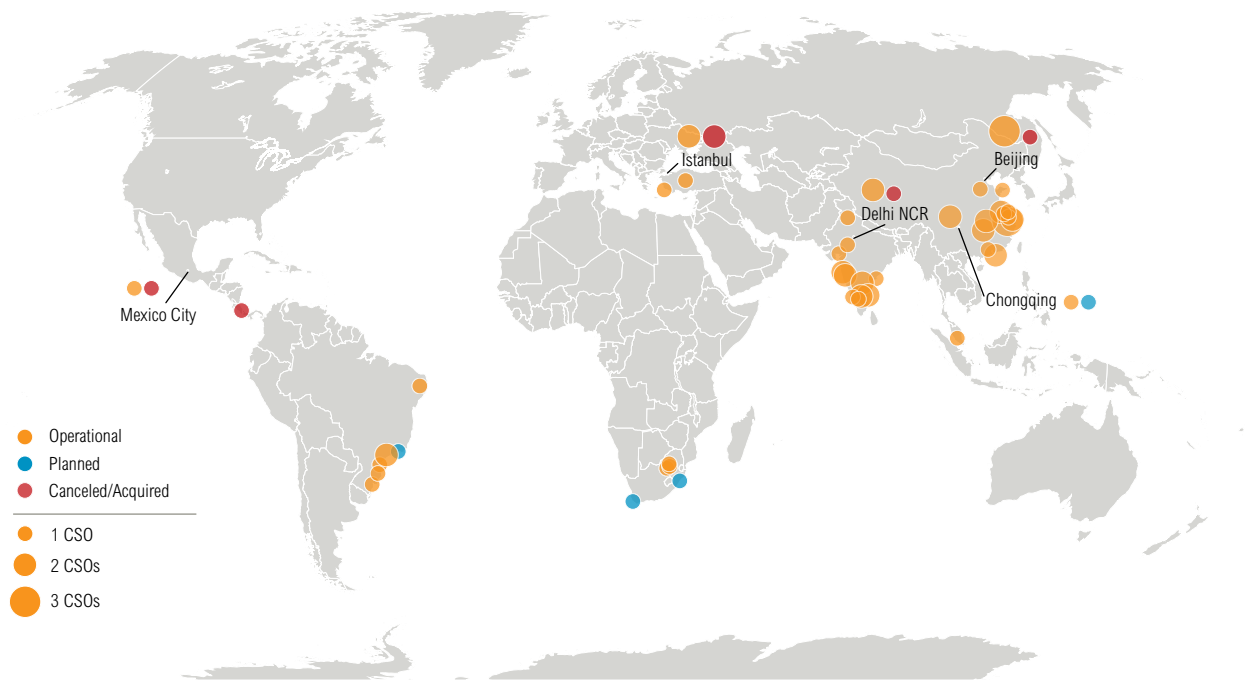 Istanbul
Beijing
Delhi NCR
Chongqing
Mexico City
Operational
Planned
Canceled/Acquired
1 CSO
2 CSOs
3 CSOs